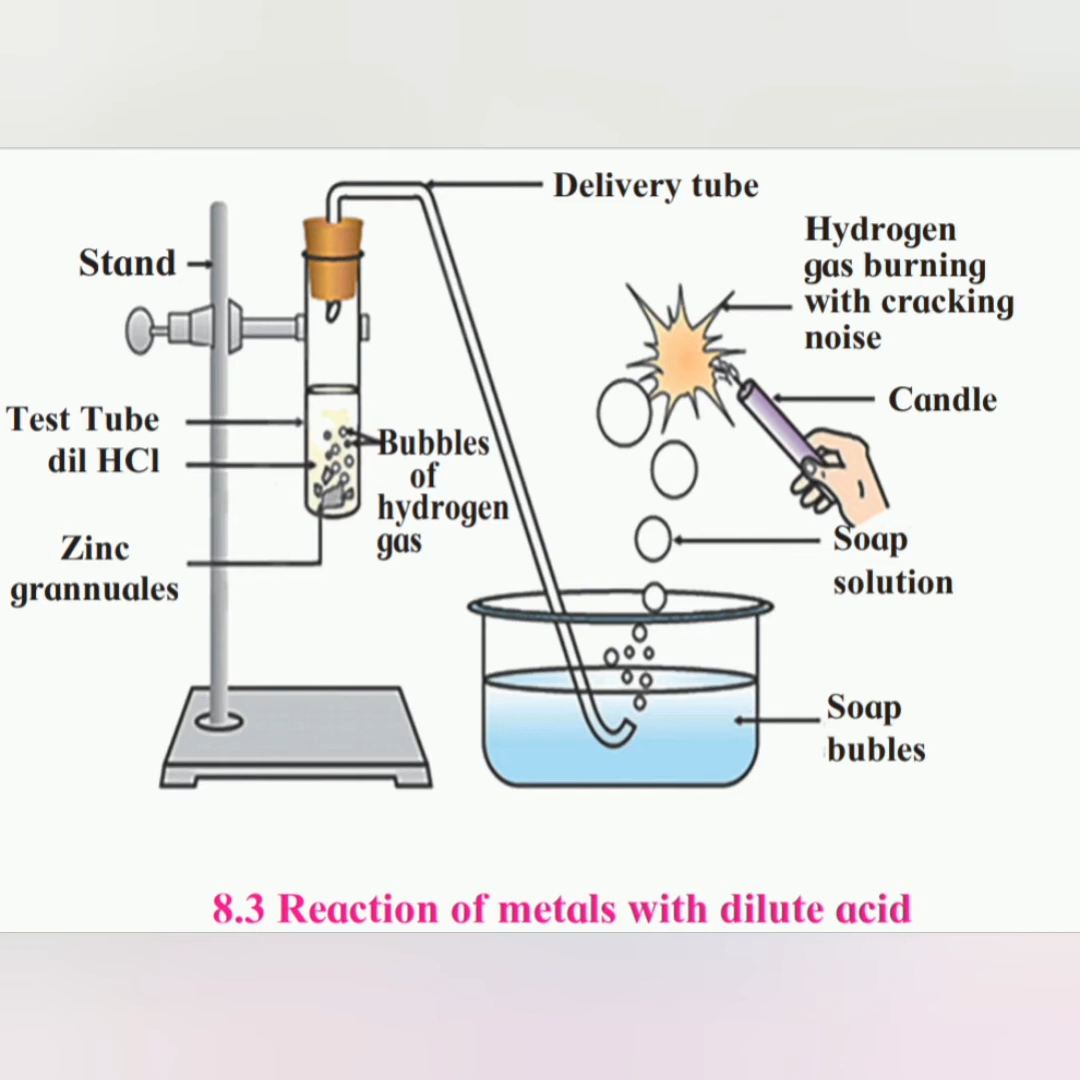 Delivery tube
Hydrogen
gas burning
with cracking
noise
Stand
Candle
Test Tube
dil HCl
Bubbles
of
hydrogen
gas
Zinc
grannuales
Soap
solution
Soap
bubles
8.3 Reaction of metals with dilute acid